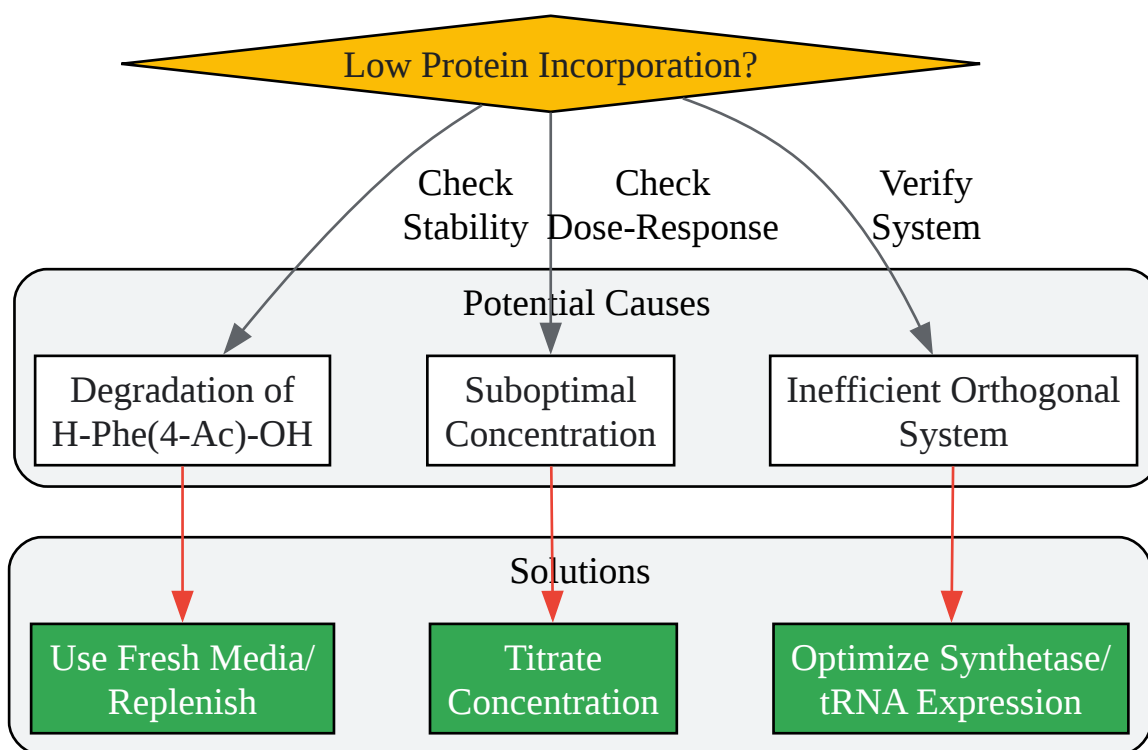 Low Protein Incorporation?
Check
Stability
Check
Dose-Response
Verify
System
Potential Causes
Degradation of
H-Phe(4-Ac)-OH
Suboptimal
Concentration
Inefficient Orthogonal
System
Solutions
Use Fresh Media/
Replenish
Titrate
Concentration
Optimize Synthetase/
tRNA Expression